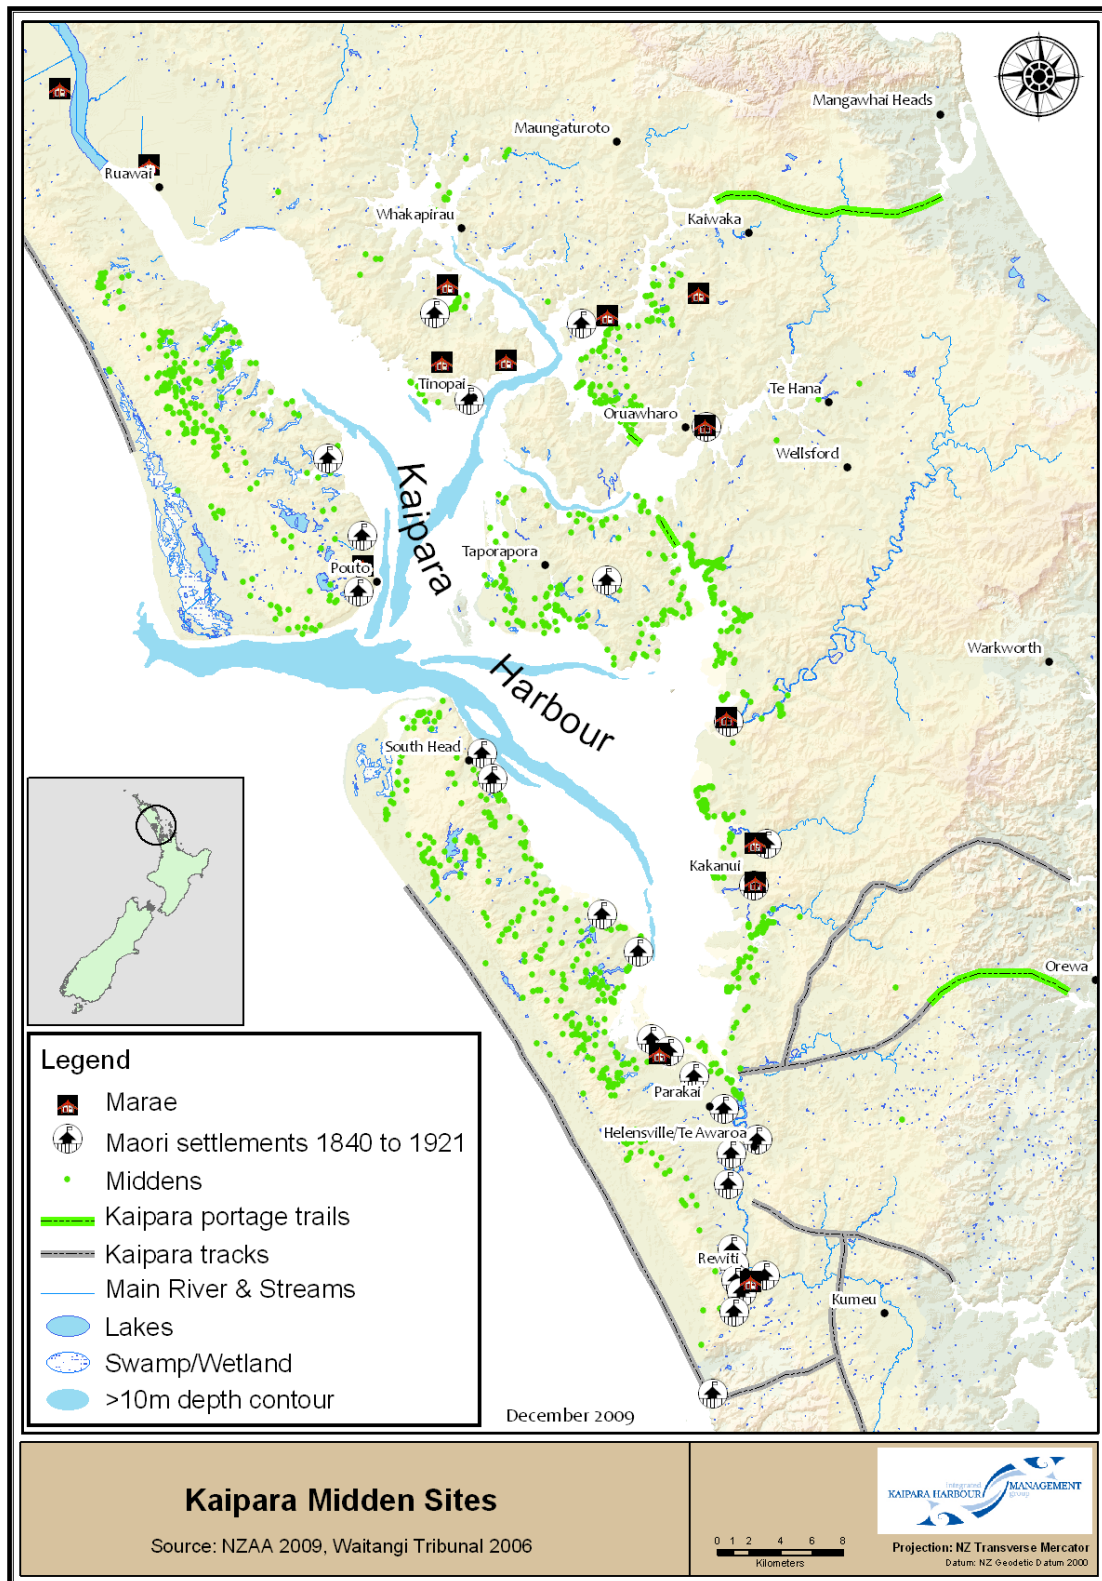 Mangawhai Heads
Maungaturoto
Ruawai
Whakapirau
Kaiwaka
Tinopai
Te Hana
Oruawharo
Wellsford
Kaipara
Harbour
Taporapora
Pouto
Warkworth
South Head
Kakanui
Orewa
Parakai
Helensville/Te Awaroa
Rewiti
Kumeu
Legend
Marae
Maori settlements 1840 to 1921
Middens
Kaipara portage trails
Kaipara tracks
Main River & Streams
Lakes
Swamp/Wetland
>10m depth contour
December 2009
Kaipara Midden Sites
Source: NZAA 2009, Waitangi Tribunal 2006
0 1 2 4 6 8
Kilometers
Integrated
KAIPARA HARBOUR MANAGEMENT
group
Projection: NZ Transverse Mercator
Datum: NZ Geodetic Datum 2000